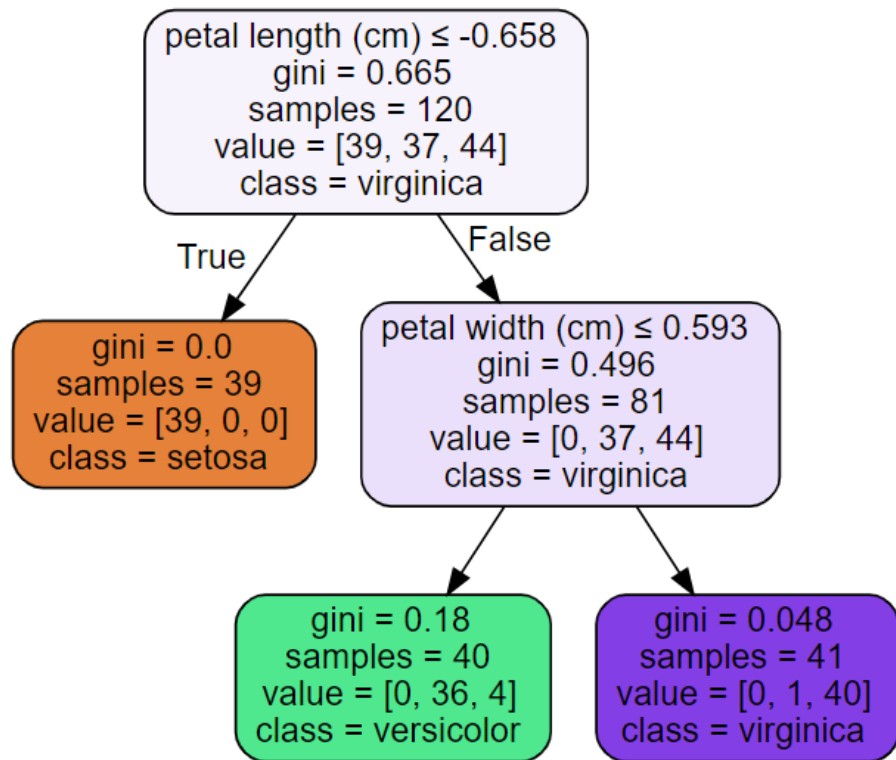 petal length (cm) ≤ -0.658
gini = 0.665
samples = 120
value = [39, 37, 44]
class = virginica
True
False
gini = 0.0
samples = 39
value = [39, 0, 0]
class = setosa
petal width (cm) ≤ 0.593
gini = 0.496
samples = 81
value = [0, 37, 44]
class = virginica
gini = 0.18
samples = 40
value = [0, 36, 4]
class = versicolor
gini = 0.048
samples = 41
value = [0, 1, 40]
class = virginica